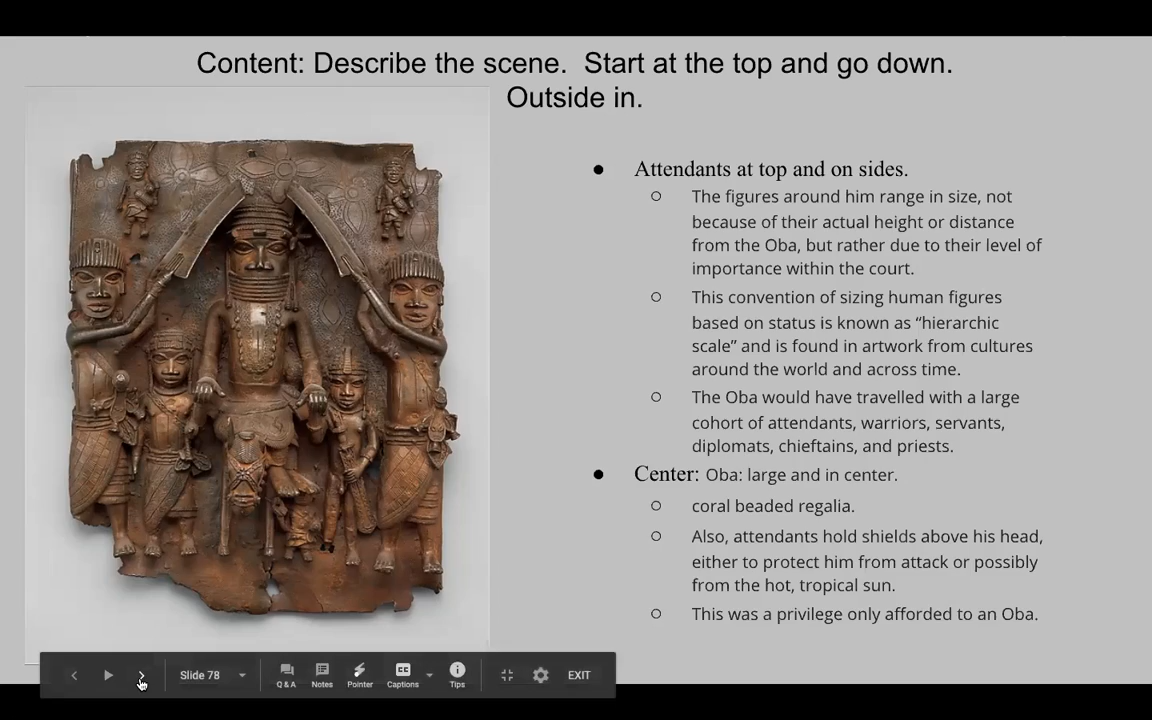 Content: Describe the scene.  Start at the top and go down.
Outside in.
● Attendants at top and on sides.
○ The figures around him range in size, not
because of their actual height or distance
from the Oba, but rather due to their level of
importance within the court.
○ This convention of sizing human figures
based on status is known as “hierarchic
scale” and is found in artwork from cultures
around the world and across time.
○ The Oba would have travelled with a large
cohort of attendants, warriors, servants,
diplomats, chieftains, and priests.
● Center: Oba: large and in center.
○ coral beaded regalia.
○ Also, attendants hold shields above his head,
either to protect him from attack or possibly
from the hot, tropical sun.
○ This was a privilege only afforded to an Oba.
Slide 78
Q & A
Notes
Pointer
CC
Captions
Tips
EXIT